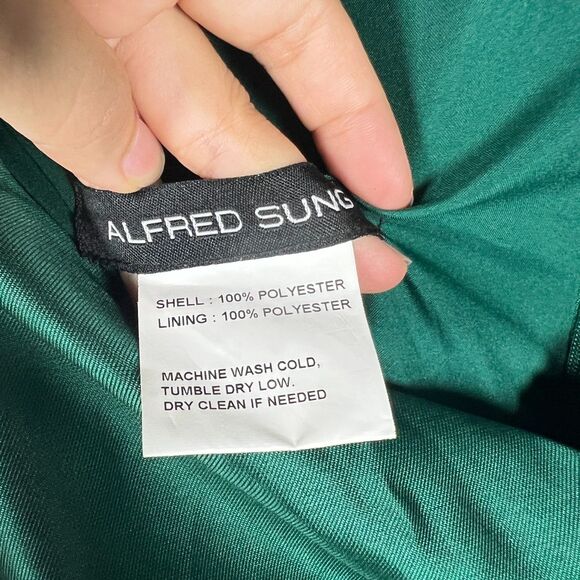 ALFRED SUNG
SHELL : 100% POLYESTER
LINING : 100% POLYESTER
MACHINE WASH COLD,
TUMBLE DRY LOW.
DRY CLEAN IF NEEDED